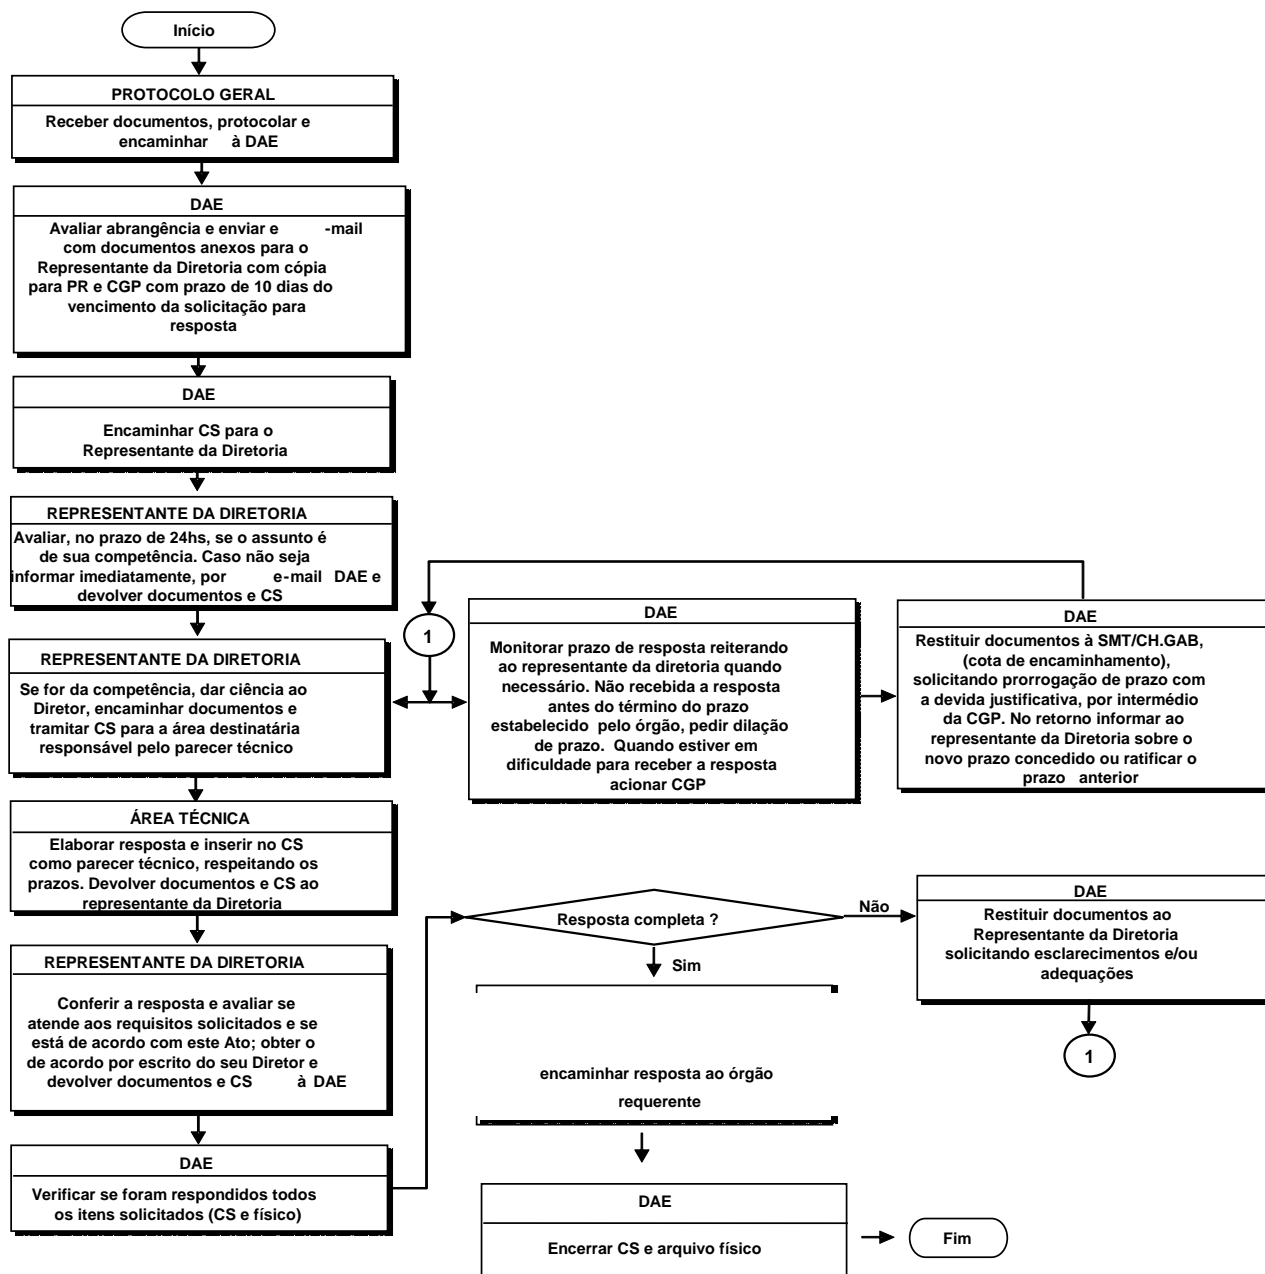 Início
PROTOCOLO GERAL
Receber documentos, protocolar e
encaminhar à DAE
DAE
Avaliar abrangência e enviar e -mail
com documentos anexos para o
Representante da Diretoria com cópia
para PR e CGP com prazo de 10 dias do
vencimento da solicitação para
resposta
DAE
Encaminhar CS para o
Representante da Diretoria
REPRESENTANTE DA DIRETORIA
Avaliar, no prazo de 24hs, se o assunto é
de sua competência. Caso não seja
informar imediatamente, por e-mail DAE e
devolver documentos e CS
REPRESENTANTE DA DIRETORIA
Se for da competência, dar ciência ao
Diretor, encaminhar documentos e
tramitar CS para a área destinatária
responsável pelo parecer técnico
1
DAE
Monitorar prazo de resposta reiterando
ao representante da diretoria quando
necessário. Não recebida a resposta
antes do término do prazo
estabelecido pelo órgão, pedir dilação
de prazo. Quando estiver em
dificuldade para receber a resposta
acionar CGP
DAE
Restituir documentos à SMT/CH.GAB,
(cota de encaminhamento),
solicitando prorrogação de prazo com
a devida justificativa, por intermédio
da CGP. No retorno informar ao
representante da Diretoria sobre o
novo prazo concedido ou ratificar o
prazo anterior
ÁREA TÉCNICA
Elaborar resposta e inserir no CS
como parecer técnico, respeitando os
prazos. Devolver documentos e CS ao
representante da Diretoria
REPRESENTANTE DA DIRETORIA
Conferir a resposta e avaliar se
atende aos requisitos solicitados e se
está de acordo com este Ato; obter o
de acordo por escrito do seu Diretor e
devolver documentos e CS à DAE
DAE
Verificar se foram respondidos todos
os itens solicitados (CS e físico)
Resposta completa ?
Não
Sim
DAE
Restituir documentos ao
Representante da Diretoria
solicitando esclarecimentos e/ou
adequações
1
encaminhar resposta ao órgão
requerente
DAE
Encerrar CS e arquivo físico
Fim